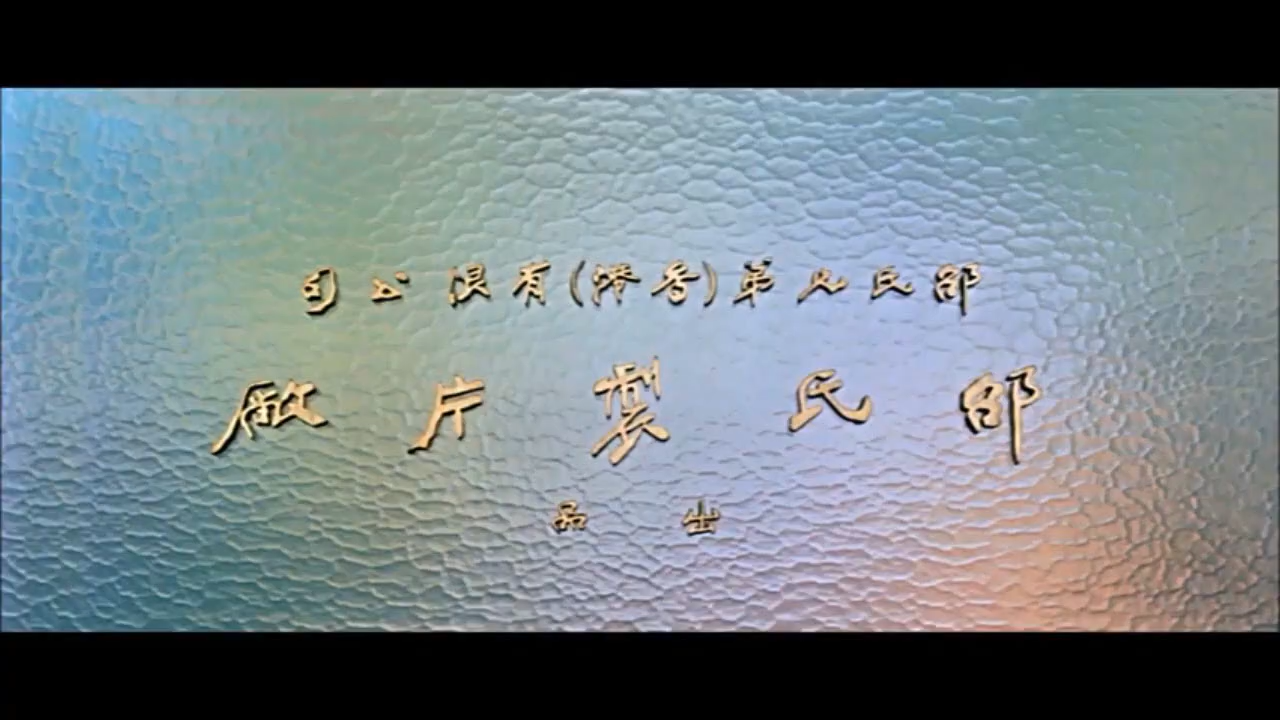 邵氏兄弟(香港)有限公司
邵氏製片廠
出品